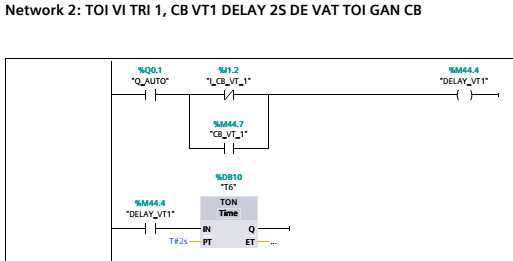 Network 2: TOI VI TRI 1, CB VT1 DELAY 2S DE VAT TOI GAN CB
%Q0.1 %I1.2 %M44.4
"Q_AUTO" "I_CB_VT_1" "DELAY_VT1"
%M44.7
"CB_VT_1"
%DB10
"T6"
%M44.4 TON
"DELAY_VT1" Time
IN Q
T#2s PT ET ...